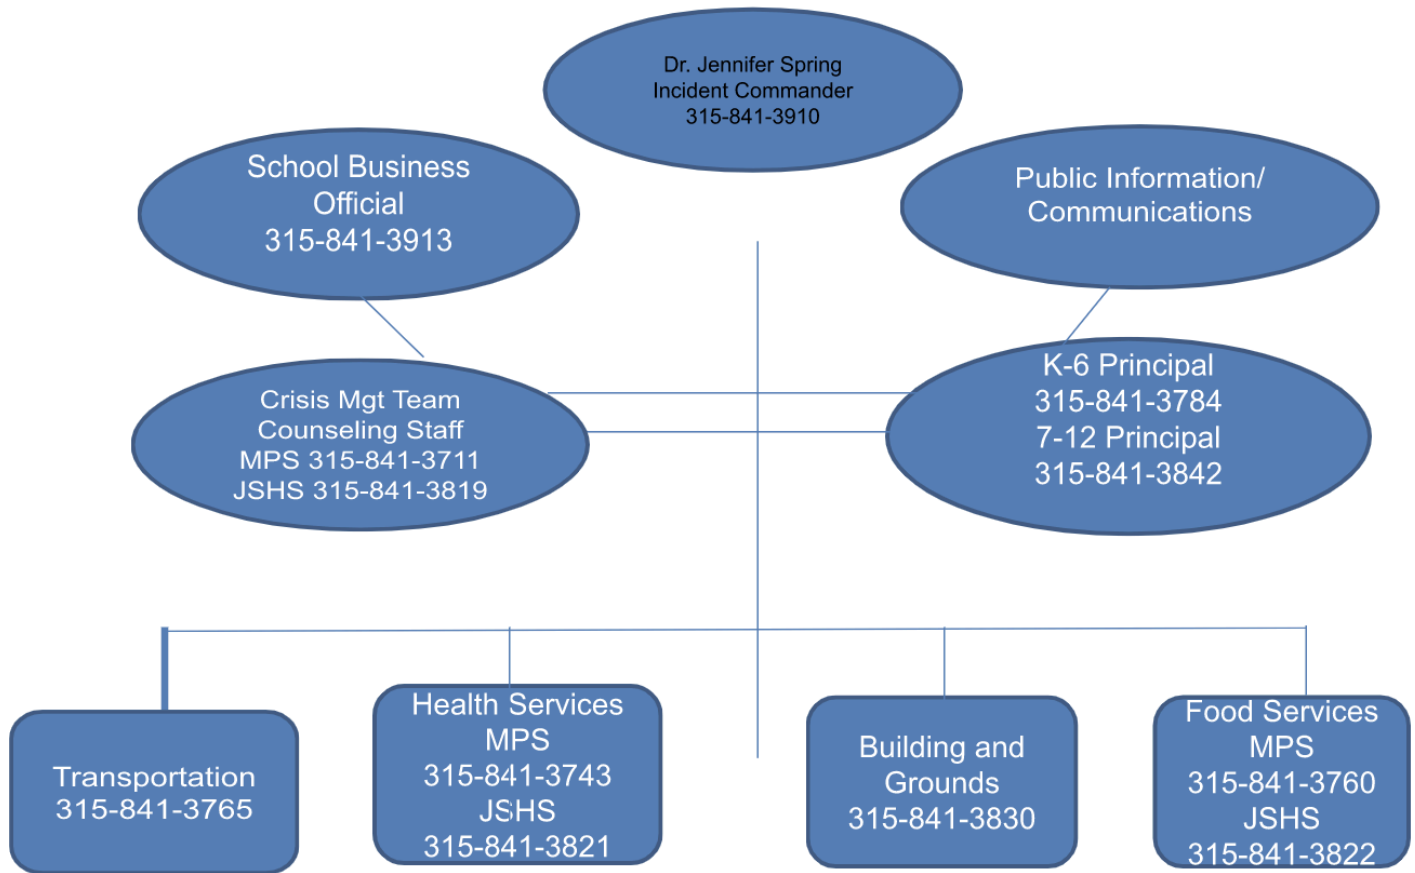 Dr. Jennifer Spring
Incident Commander
315-841-3910
School Business
Official
315-841-3913
Public Information/
Communications
Crisis Mgt Team
Counseling Staff
MPS 315-841-3711
JSHS 315-841-3819
K-6 Principal
315-841-3784
7-12 Principal
315-841-3842
Transportation
315-841-3765
Health Services
MPS
315-841-3743
JSHS
315-841-3821
Building and
Grounds
315-841-3830
Food Services
MPS
315-841-3760
JSHS
315-841-3822